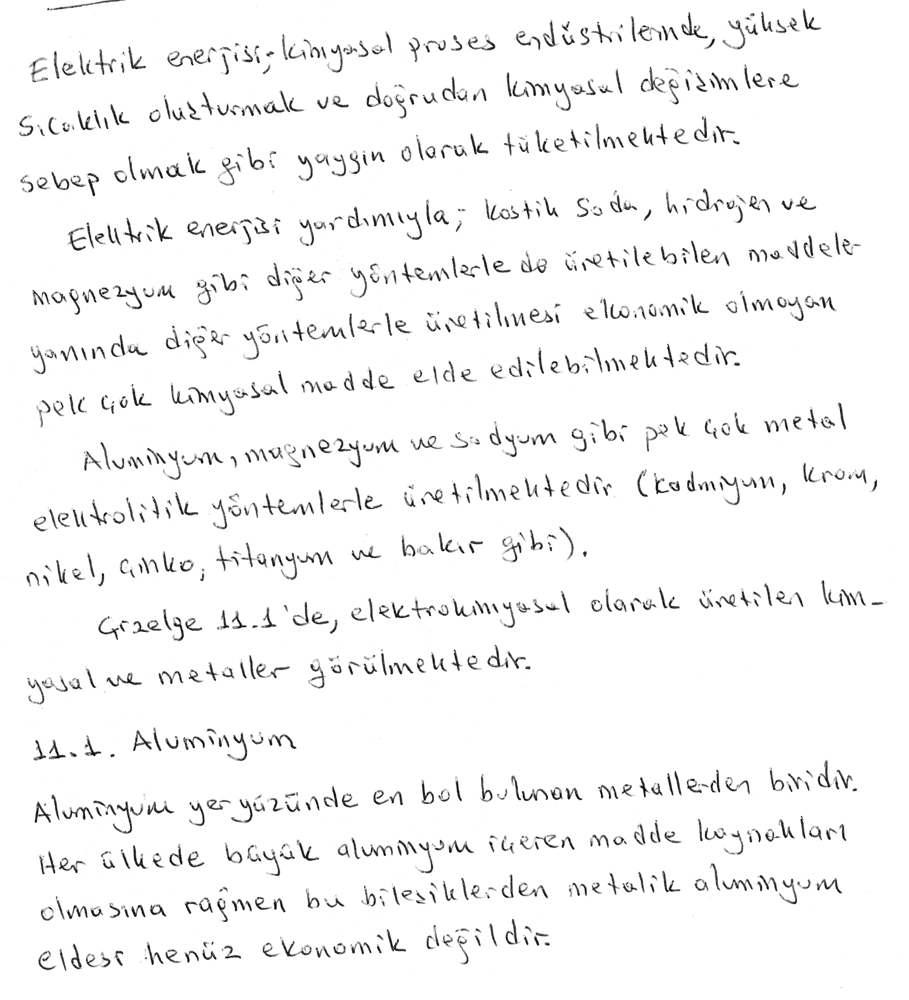 Elektrik enerjisi; kimyasal proses endüstrilerinde, yüksek
sıcaklık oluşturmak ve doğrudan kimyasal değişimlere
sebep olmak gibi yaygın olarak tüketilmektedir.
Elektrik enerjisi yardımıyla; kostik soda, hidrojen ve
magnezyum gibi diğer yöntemlerle de üretilebilen maddeler
yanında diğer yöntemlerle üretilmesi ekonomik olmayan
pek çok kimyasal madde elde edilebilmektedir.
Aluminyum, magnezyum ve sodyum gibi pek çok metal
elektrolitik yöntemlerle üretilmektedir (kadmiyum, krom,
nikel, çinko, titanyum ve bakır gibi).
Çizelge 11.1'de, elektrokimyasal olarak üretilen kim-
yasal ve metaller görülmektedir.
11.1. Aluminyum
Aluminyum yer yüzünde en bol bulunan metallerden biridir.
Her ülkede büyük aluminyum içeren madde kaynakları
olmasına rağmen bu bileşiklerden metalik aluminyum
eldesi henüz ekonomik değildir.